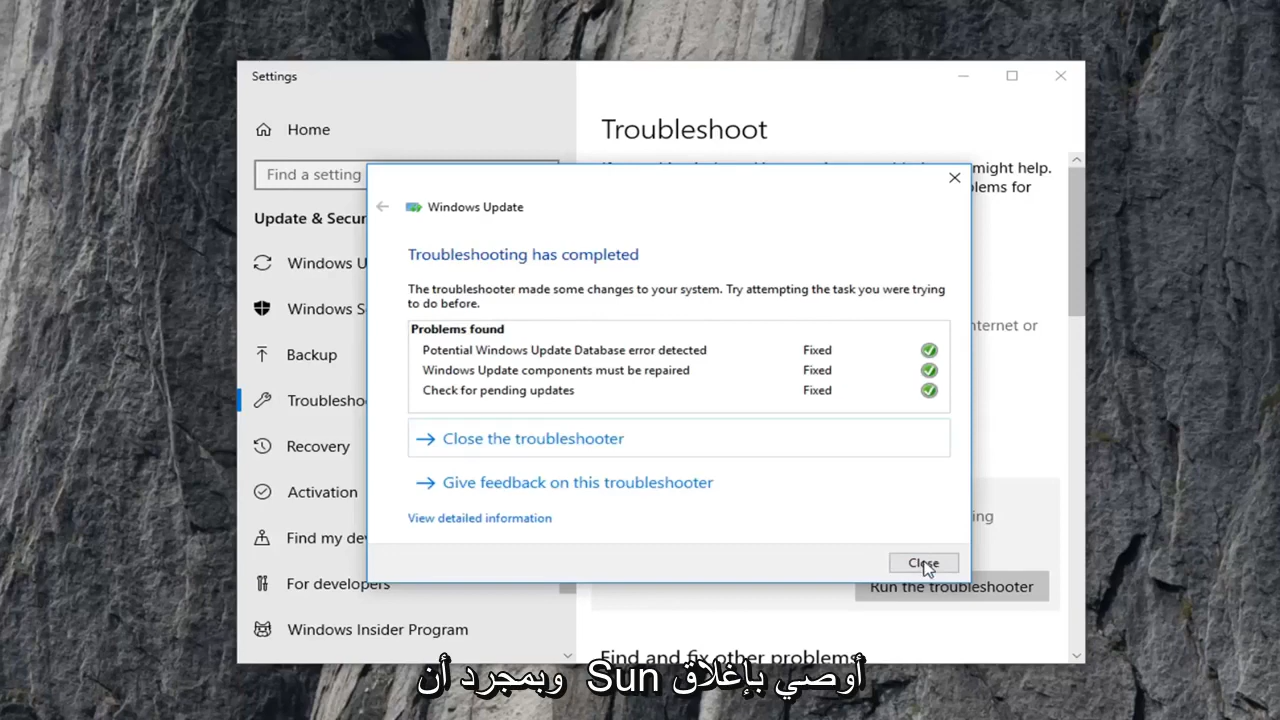 Settings
Home
Find a setting
Update & Secur
Windows U
Windows S
Backup
Troublesho
Recovery
Activation
Find my dev
For developers
Windows Insider Program
Troubleshoot
might help.
blems for
nternet or
ing
Run the troubleshooter
Find and fix other problems
Windows Update
Troubleshooting has completed
The troubleshooter made some changes to your system. Try attempting the task you were trying
to do before.
Problems found
Potential Windows Update Database error detected Fixed
Windows Update components must be repaired Fixed
Check for pending updates Fixed
Close the troubleshooter
Give feedback on this troubleshooter
View detailed information
Close
أوصي بإغلاق Sun وبمجرد أن